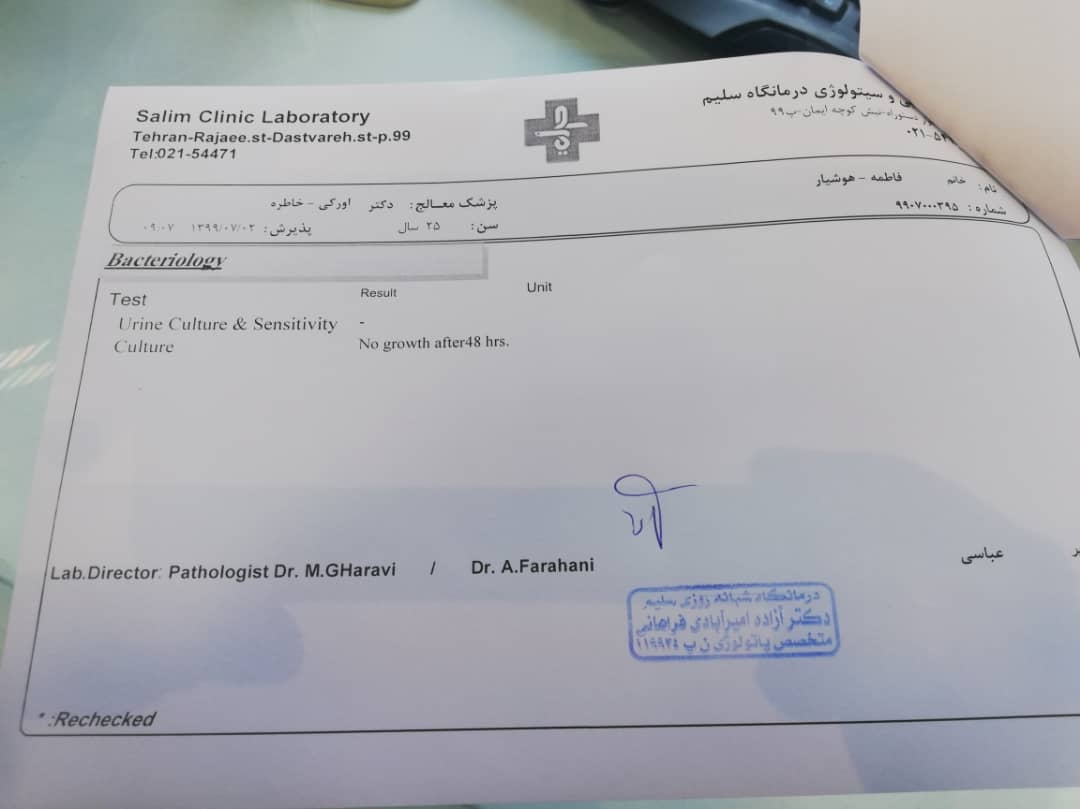 Salim Clinic Laboratory
Tehran-Rajaee.st-Dastvareh.st-p.99
Tel:021-54471
و سیتولوژی درمانگاه سلیم
نبش کوچه ایمان-پ۹۹
نام: خانم فاطمه - هوشیار
پزشک معالج: دکتر اورکی - خاطره
شماره: ۹۹۰۷۰۰۰۳۹۵
سن: ۲۵ سال
پذیرش: ۱۳۹۹/۰۷/۰۲ ۰۹:۰۷
Bacteriology
Test Result Unit
Urine Culture & Sensitivity -
Culture No growth after48 hrs.
Lab.Director: Pathologist Dr. M.GHaravi / Dr. A.Farahani
عباسی
درمانگاه شبانه روزی سلیم
دکتر آزاده امیرآبادی فراهانی
متخصص پاتولوژی ن پ ۱۱۹۹۳۵
* :Rechecked